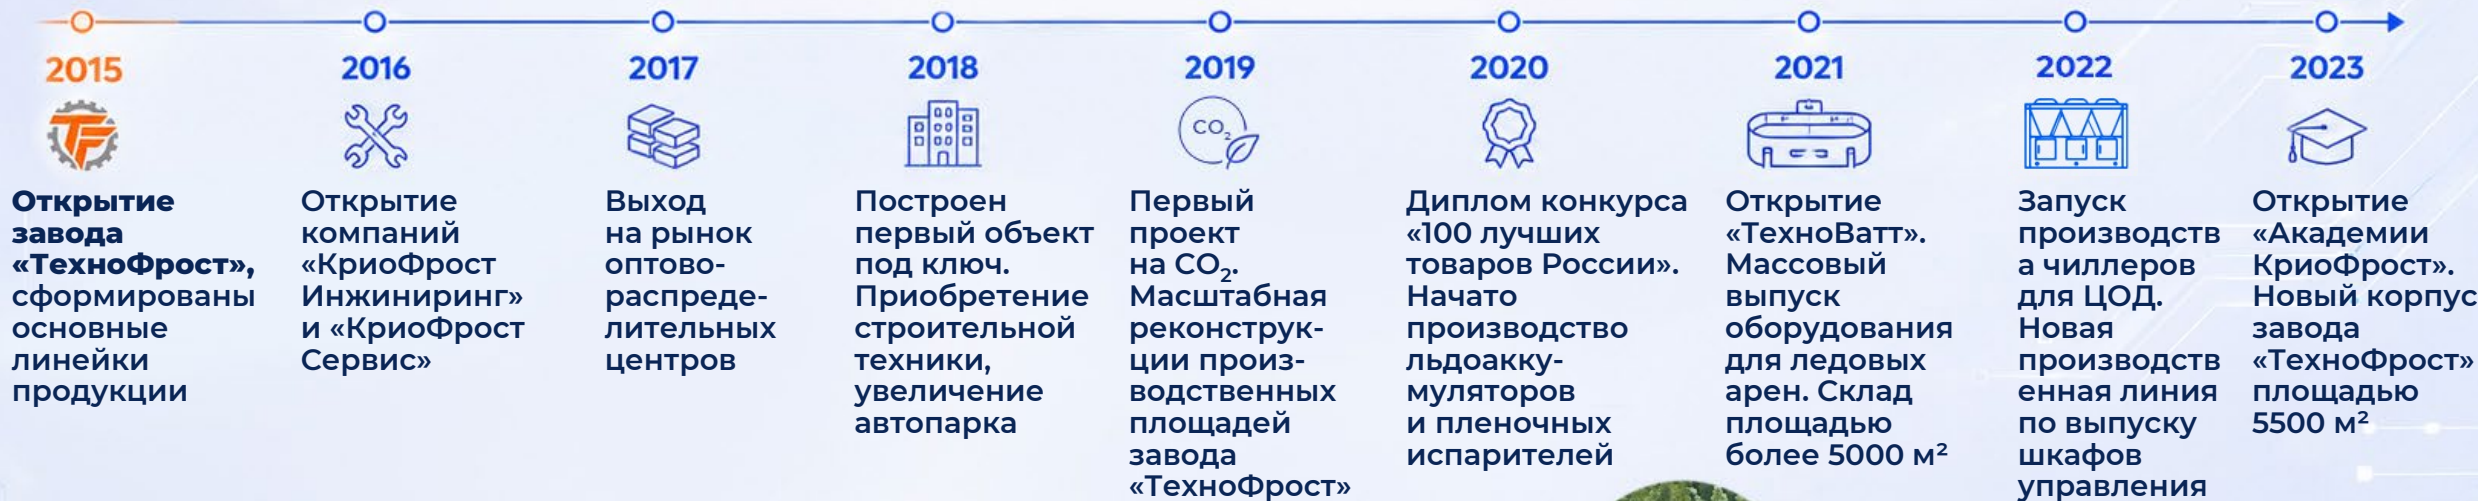 2015
Открытие
завода
«ТехноФрост»,
сформированы
основные
линейки
продукции
2016
Открытие
компаний
«КриоФрост
Инжиниринг»
и «КриоФрост
Сервис»
2017
Выход
на рынок
оптово-
распреде-
лительных
центров
2018
Построен
первый объект
под ключ.
Приобретение
строительной
техники,
увеличение
автопарка
2019
CO₂
Первый
проект
на CO₂.
Масштабная
реконструк-
ции произ-
водственных
площадей
завода
«ТехноФрост»
2020
Диплом конкурса
«100 лучших
товаров России».
Начато
производство
льдоакку-
муляторов
и пленочных
испарителей
2021
Открытие
«ТехноВатт».
Массовый
выпуск
оборудования
для ледовых
арен. Склад
площадью
более 5000 м²
2022
Запуск
производств
а чиллеров
для ЦОД.
Новая
производств
енная линия
по выпуску
шкафов
управления
2023
Открытие
«Академии
КриоФрост».
Новый корпус
завода
«ТехноФрост»
площадью
5500 м²
TF